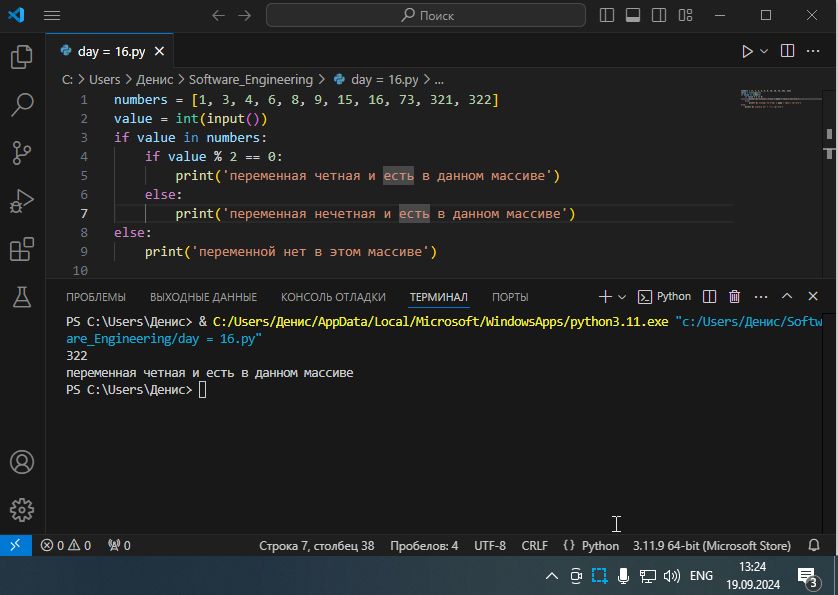 Поиск
day = 16.py
C: > Users > Денис > Software_Engineering > day = 16.py > ...
1 numbers = [1, 3, 4, 6, 8, 9, 15, 16, 73, 321, 322]
2 value = int(input())
3 if value in numbers:
4 if value % 2 == 0:
5 print('переменная четная и есть в данном массиве')
6 else:
7 print('переменная нечетная и есть в данном массиве')
8 else:
9 print('переменной нет в этом массиве')
10
ПРОБЛЕМЫ ВЫХОДНЫЕ ДАННЫЕ КОНСОЛЬ ОТЛАДКИ ТЕРМИНАЛ ПОРТЫ Python
PS C:\Users\Денис> & C:/Users/Денис/AppData/Local/Microsoft/WindowsApps/python3.11.exe "c:/Users/Денис/Softw
are_Engineering/day = 16.py"
322
переменная четная и есть в данном массиве
PS C:\Users\Денис>
0 0 0 Строка 7, столбец 38 Пробелов: 4 UTF-8 CRLF {} Python 3.11.9 64-bit (Microsoft Store)
ENG 13:24
19.09.2024 3